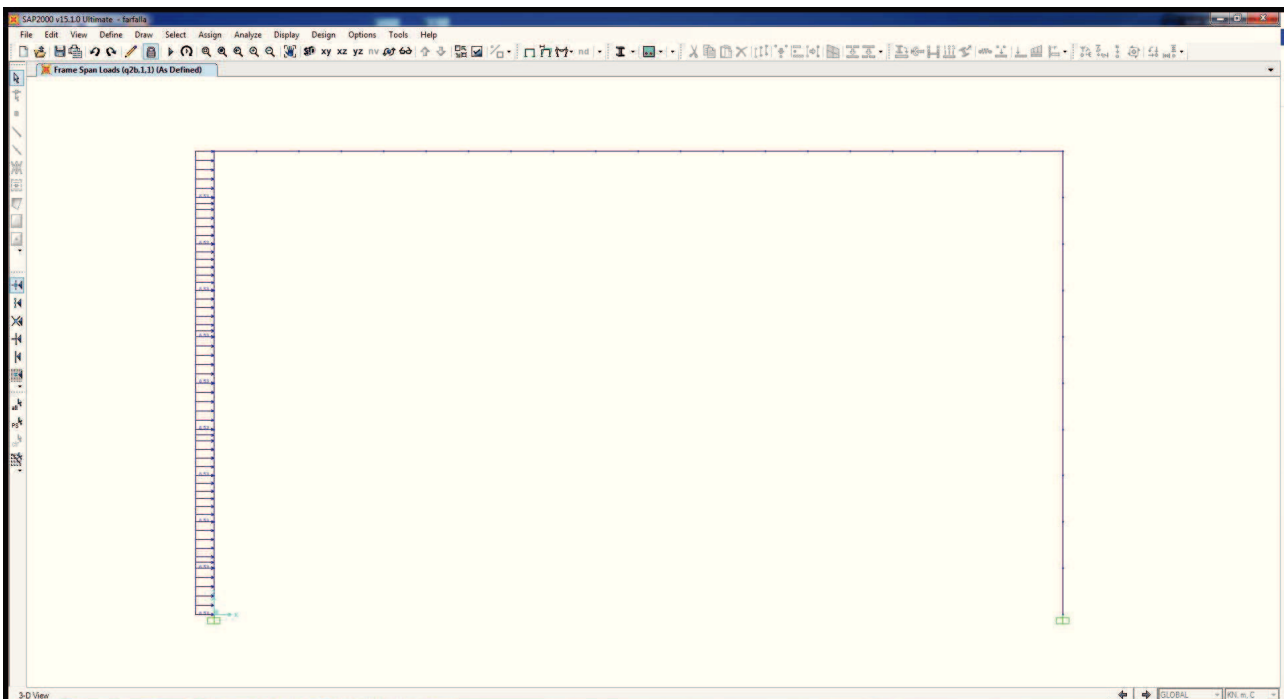 SAP2000 v15.1.0 Ultimate - farfalla
File Edit View Define Draw Select Assign Analyze Display Design Options Tools Help
xy xz yz nv nd
Frame Span Loads (q2b.1,1) (As Defined)
X
3-D View GLOBAL KN, m, C